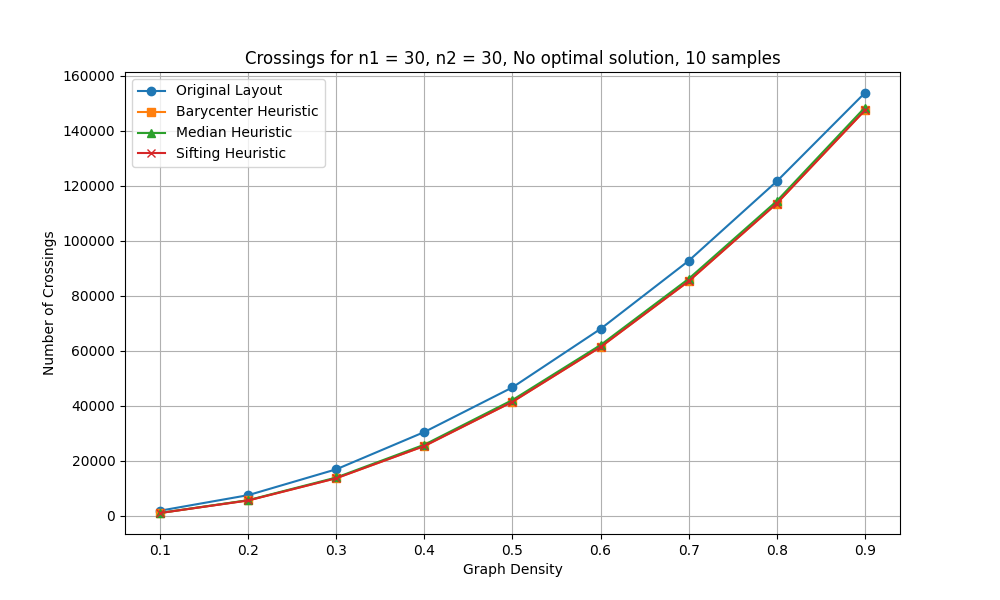 Crossings for n1 = 30, n2 = 30, No optimal solution, 10 samples
160000
140000
120000
100000
80000
60000
40000
20000
0
Number of Crossings
Original Layout
Barycenter Heuristic
Median Heuristic
Sifting Heuristic
0.1 0.2 0.3 0.4 0.5 0.6 0.7 0.8 0.9
Graph Density